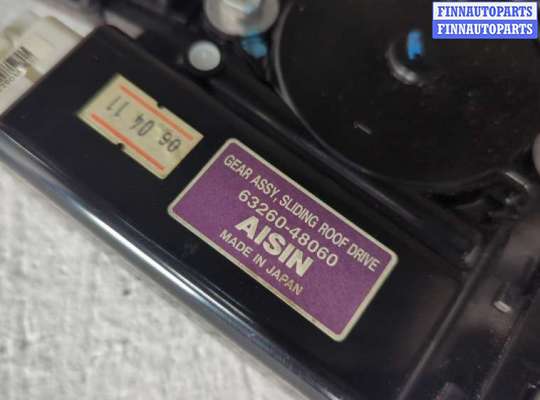 FINNAUTOPARTS
FINNAUTOPARTS
06 04 11
GEAR ASSY, SLIDING ROOF DRIVE
63260-48060
AISIN
MADE IN JAPAN